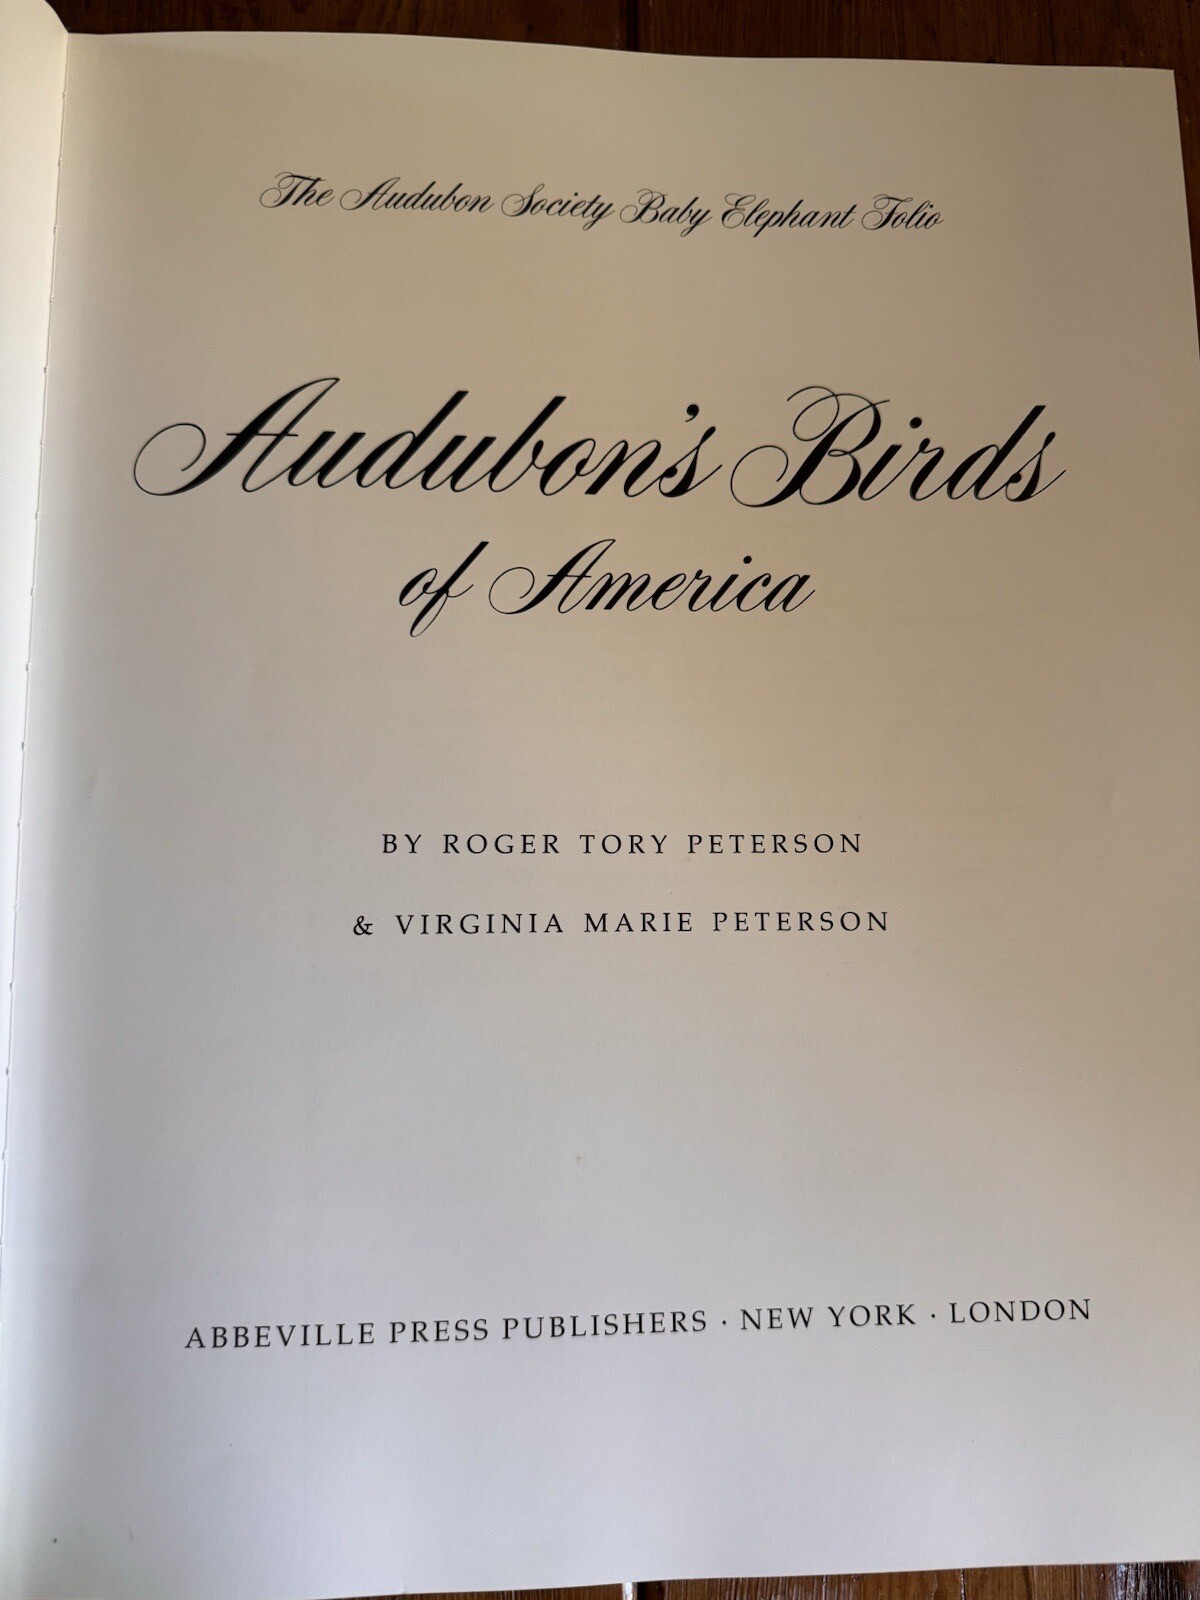 The Audubon Society Baby Elephant Folio
Audubon's Birds
of America
BY ROGER TORY PETERSON
& VIRGINIA MARIE PETERSON
ABBEVILLE PRESS PUBLISHERS · NEW YORK · LONDON